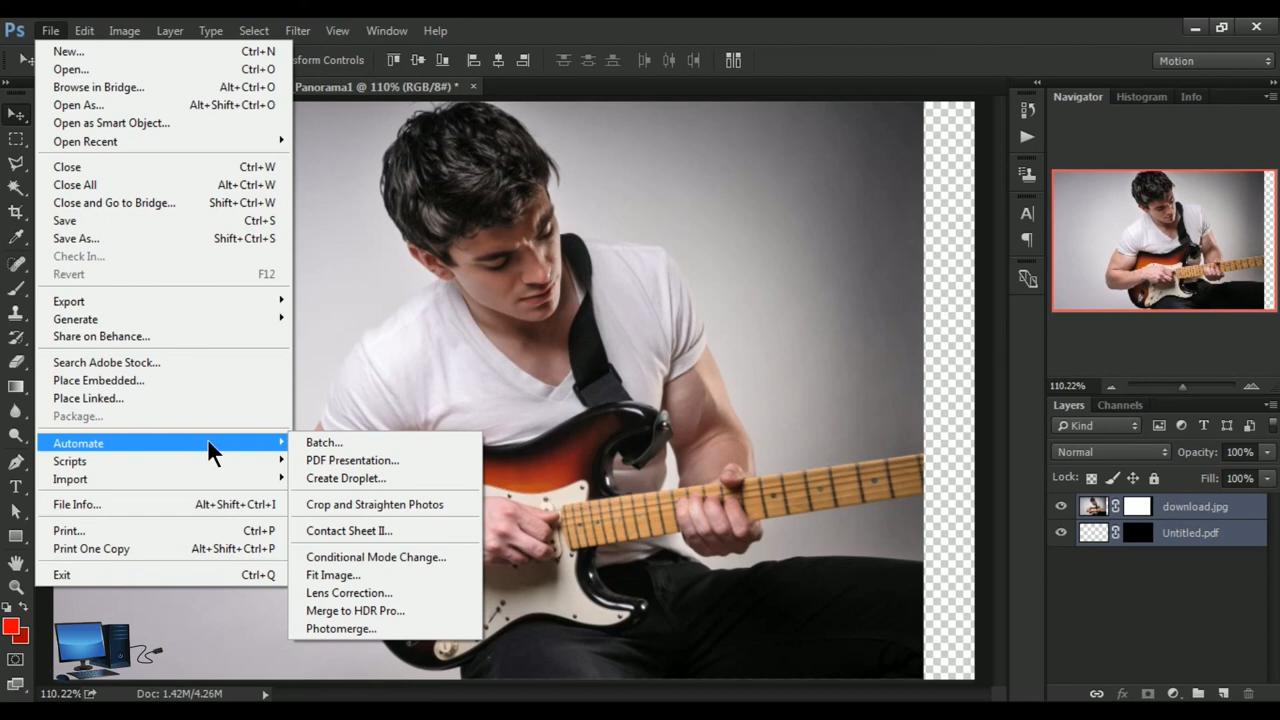 Ps File Edit Image Layer Type Select Filter View Window Help
nsform Controls Motion
Panorama1 @ 110% (RGB/8#) * ×
New... Ctrl+N
Open... Ctrl+O
Browse in Bridge... Alt+Ctrl+O
Open As... Alt+Shift+Ctrl+O
Open as Smart Object...
Open Recent
Close Ctrl+W
Close All Alt+Ctrl+W
Close and Go to Bridge... Shift+Ctrl+W
Save Ctrl+S
Save As... Shift+Ctrl+S
Check In...
Revert F12
Export
Generate
Share on Behance...
Search Adobe Stock...
Place Embedded...
Place Linked...
Package...
Automate
Scripts
Import
File Info... Alt+Shift+Ctrl+I
Print... Ctrl+P
Print One Copy Alt+Shift+Ctrl+P
Exit Ctrl+Q
Batch...
PDF Presentation...
Create Droplet...
Crop and Straighten Photos
Contact Sheet II...
Conditional Mode Change...
Fit Image...
Lens Correction...
Merge to HDR Pro...
Photomerge...
Navigator Histogram Info
110.22%
Layers Channels
Kind
Normal Opacity: 100%
Lock: Fill: 100%
download.jpg
Untitled.pdf
110.22% Doc: 1.42M/4.26M